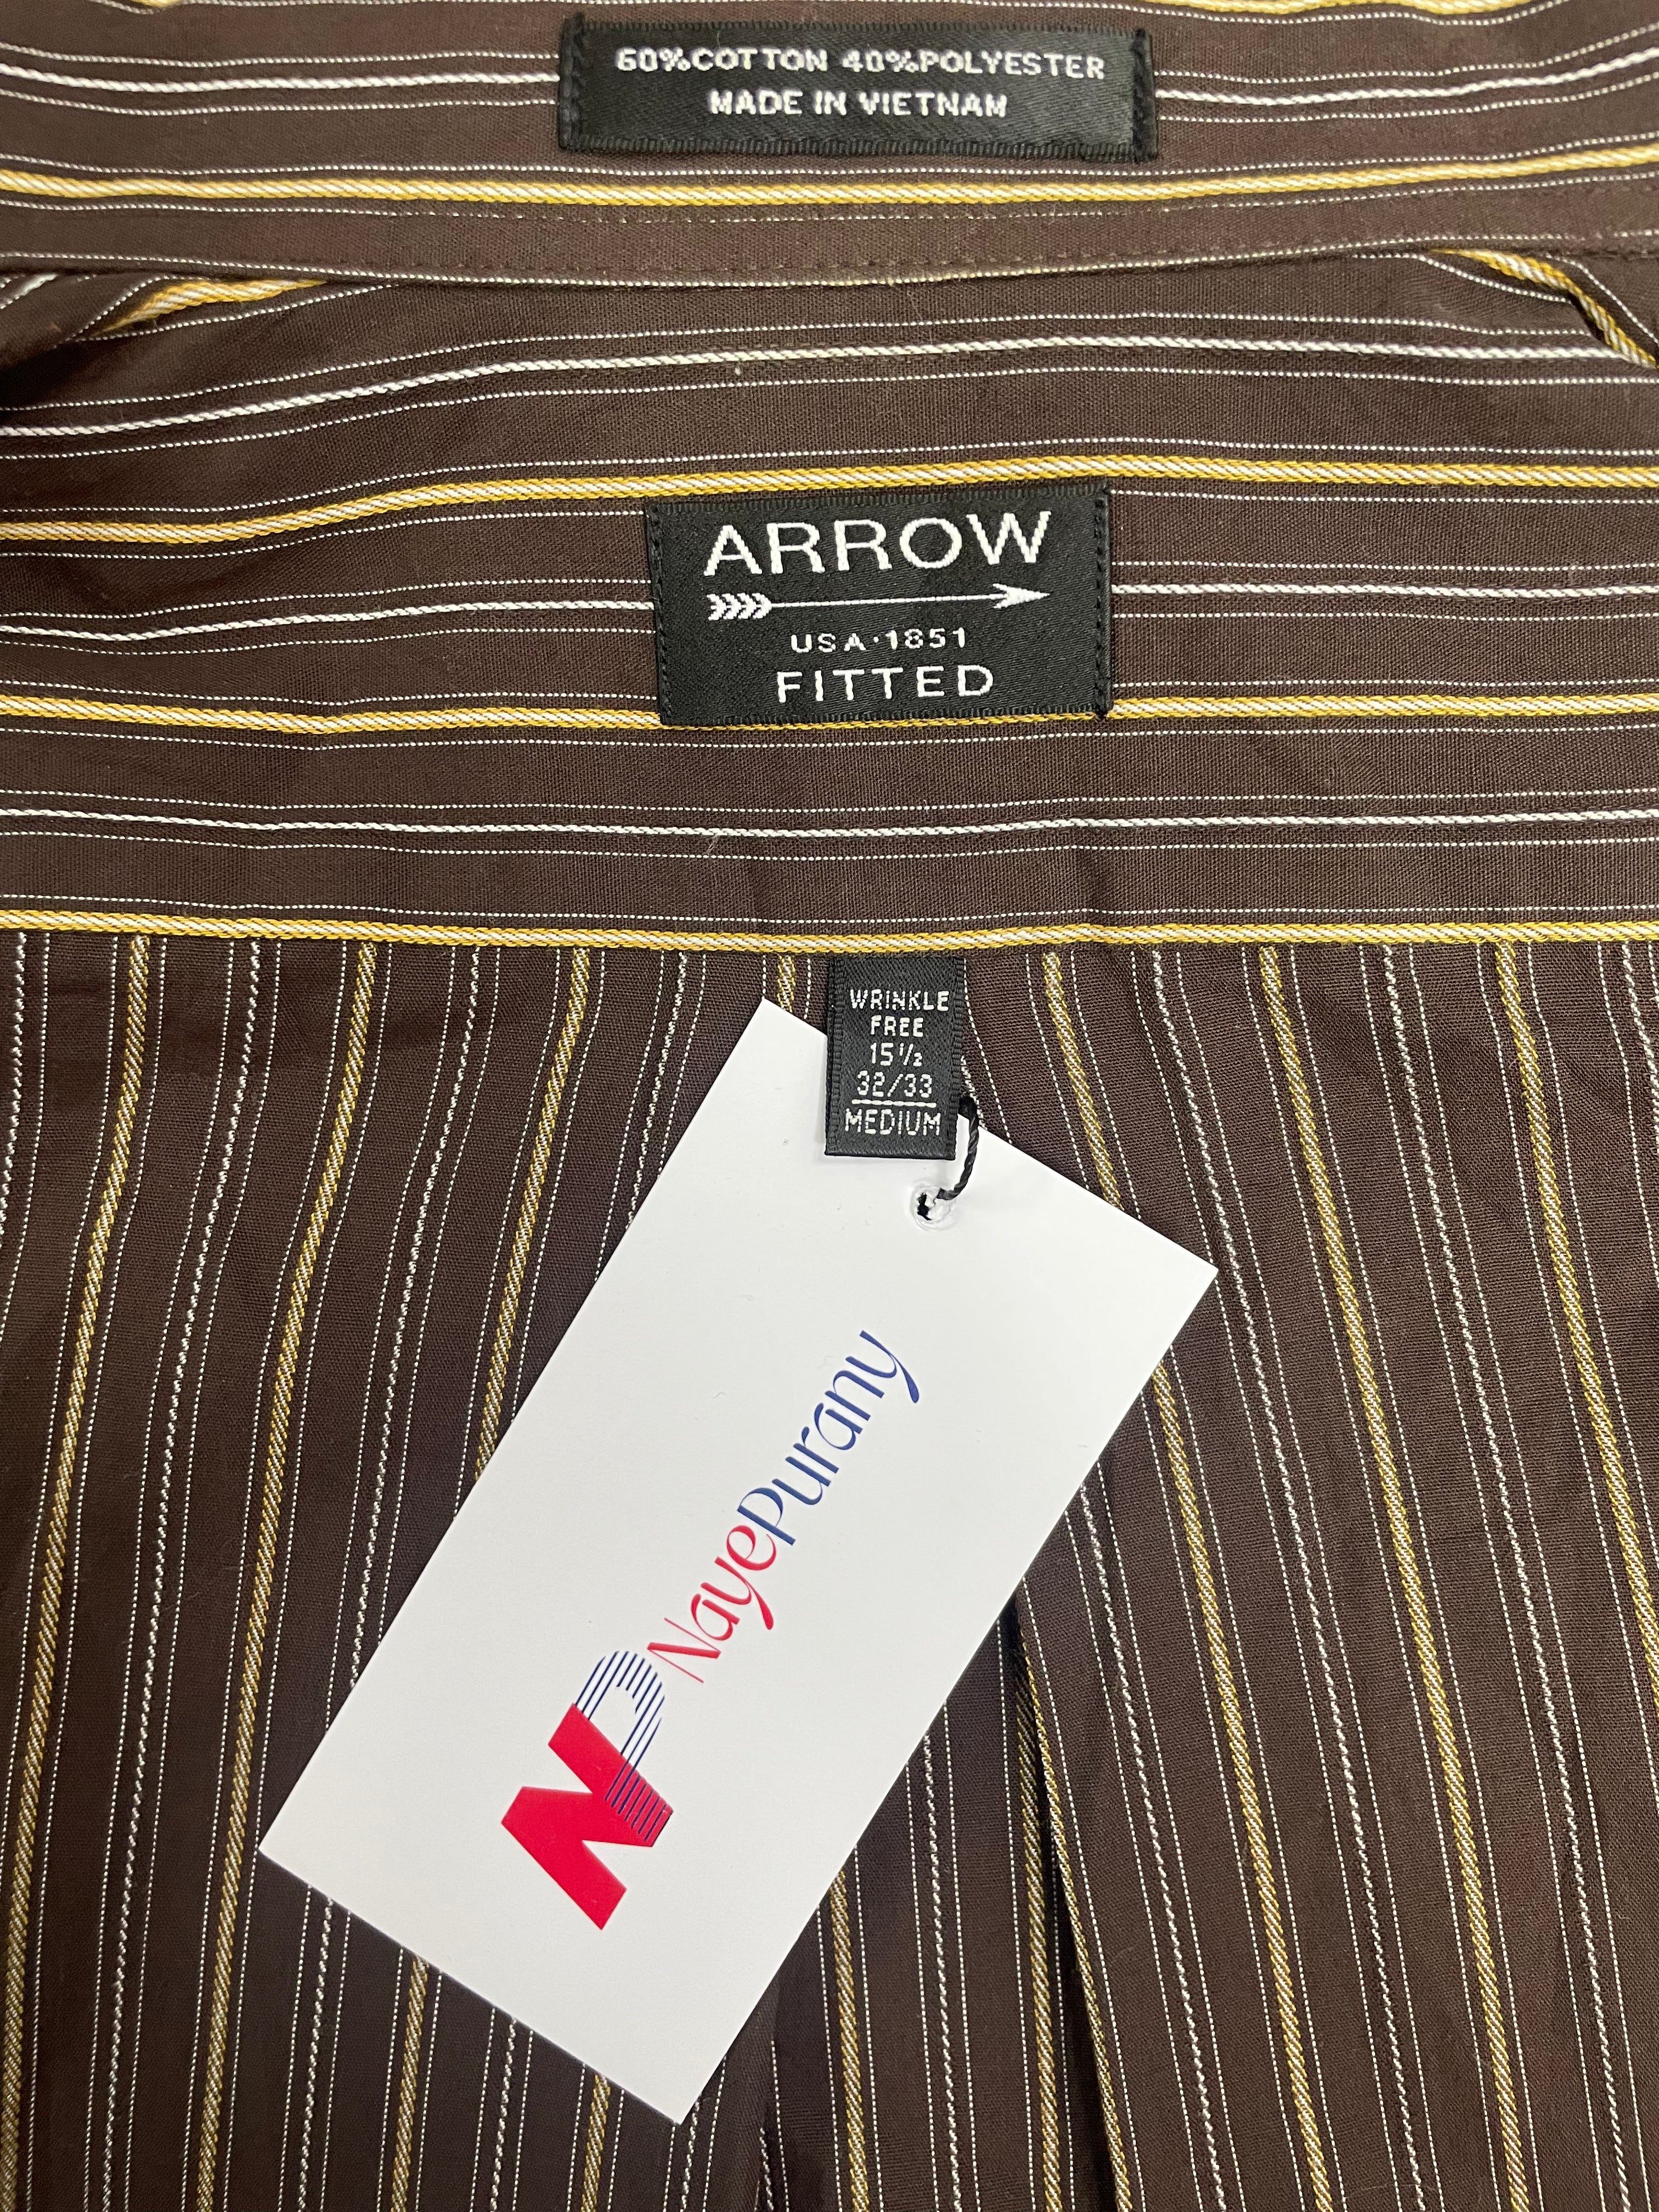 60%COTTON 40%POLYESTER
MADE IN VIETNAM
ARROW
USA·1851
FITTED
WRINKLE
FREE
15 1/2
32/33
MEDIUM
NayePurany
NP